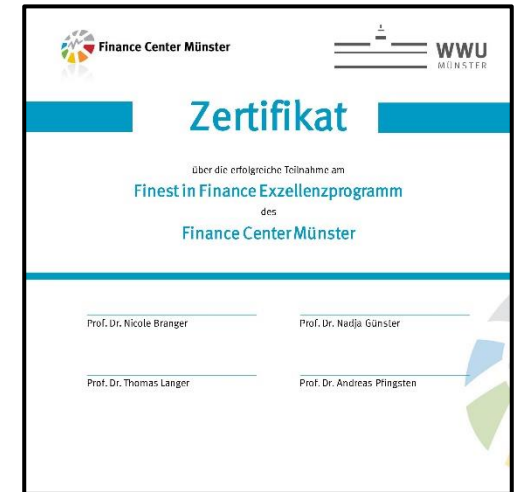 Finance Center Münster
WWU
MÜNSTER
Zertifikat
über die erfolgreiche Teilnahme am
Finest in Finance Exzellenzprogramm
des
Finance Center Münster
Prof. Dr. Nicole Branger
Prof. Dr. Nadja Günster
Prof. Dr. Thomas Langer
Prof. Dr. Andreas Pfingsten